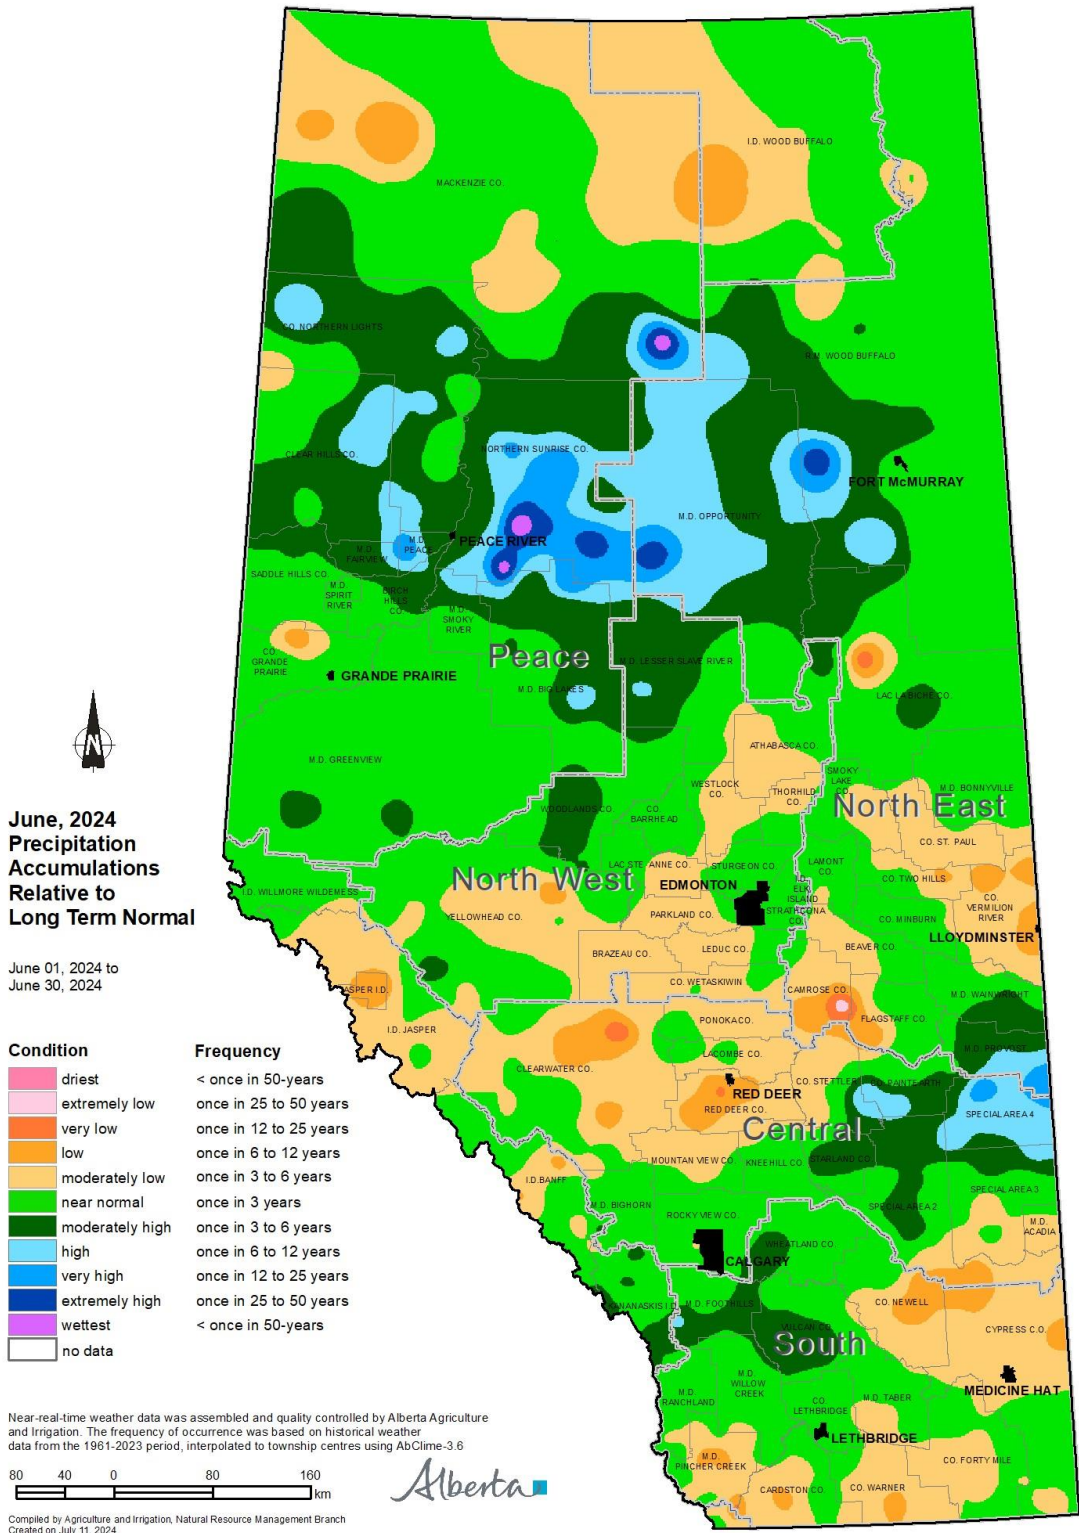 I.D. WOOD BUFFALO
MACKENZIE CO.
CO. NORTHERN LIGHTS
R.M. WOOD BUFFALO
CLEAR HILLS CO.
NORTHERN SUNRISE CO.
FORT McMURRAY
M.D. OPPORTUNITY
PEACE RIVER
M.D.
PEACE
M.D.
FAIRVIEW
SADDLE HILLS CO.
M.D.
SPIRIT
RIVER
BIRCH
HILLS
CO.
M.D.
SMOKY
RIVER
Peace
CO.
GRANDE
PRAIRIE
GRANDE PRAIRIE
M.D. LESSER SLAVE RIVER
M.D. BIG LAKES
LAC LA BICHE CO.
N
M.D. GREENVIEW
ATHABASCA CO.
WESTLOCK
CO.
THORHILD
CO.
SMOKY
LAKE
CO.
M.D. BONNYVILLE
North East
WOODLANDS CO.
CO.
BARRHEAD
CO. ST. PAUL
June, 2024
Precipitation
Accumulations
Relative to
Long Term Normal
June 01, 2024 to
June 30, 2024
North West
LAC STE ANNE CO.
STURGEON CO.
LAMONT
CO.
CO. TWO HILLS
EDMONTON
I.D.
ELK
ISLAND
STRATHCONA
CO.
CO.
VERMILION
RIVER
I.D. WILLMORE WILDERNESS
YELLOWHEAD CO.
PARKLAND CO.
CO. MINBURN
LLOYDMINSTER
BRAZEAU CO.
LEDUC CO.
BEAVER CO.
CO. WETASKIWIN
CAMROSE CO.
JASPER I.D.
M.D. WAINWRIGHT
I.D. JASPER
PONOKA CO.
FLAGSTAFF CO.
LACOMBE CO.
M.D. PROVOST
CLEARWATER CO.
CO. STETTLER
CO. PAINTEARTH
RED DEER
RED DEER CO.
SPECIAL AREA 4
Central
MOUNTAIN VIEW CO.
KNEEHILL CO.
STARLAND CO.
I.D. BANFF
SPECIAL AREA 3
M.D. BIGHORN
ROCKY VIEW CO.
SPECIAL AREA 2
M.D.
ACADIA
WHEATLAND CO.
CALGARY
KANANASKIS I.D.
M.D. FOOTHILLS
VULCAN CO.
CO. NEWELL
South
CYPRESS C.O.
M.D.
WILLOW
CREEK
M.D.
RANCHLAND
MEDICINE HAT
CO.
LETHBRIDGE
M.D. TABER
LETHBRIDGE
M.D.
PINCHER CREEK
CO. FORTY MILE
CARDSTON CO.
CO. WARNER
Condition Frequency
driest < once in 50-years
extremely low once in 25 to 50 years
very low once in 12 to 25 years
low once in 6 to 12 years
moderately low once in 3 to 6 years
near normal once in 3 years
moderately high once in 3 to 6 years
high once in 6 to 12 years
very high once in 12 to 25 years
extremely high once in 25 to 50 years
wettest < once in 50-years
no data
Near-real-time weather data was assembled and quality controlled by Alberta Agriculture
and Irrigation. The frequency of occurrence was based on historical weather
data from the 1961-2023 period, interpolated to township centres using AbClime-3.6
80 40 0 80 160
km
Alberta
Compiled by Agriculture and Irrigation, Natural Resource Management Branch
Created on July 11, 2024